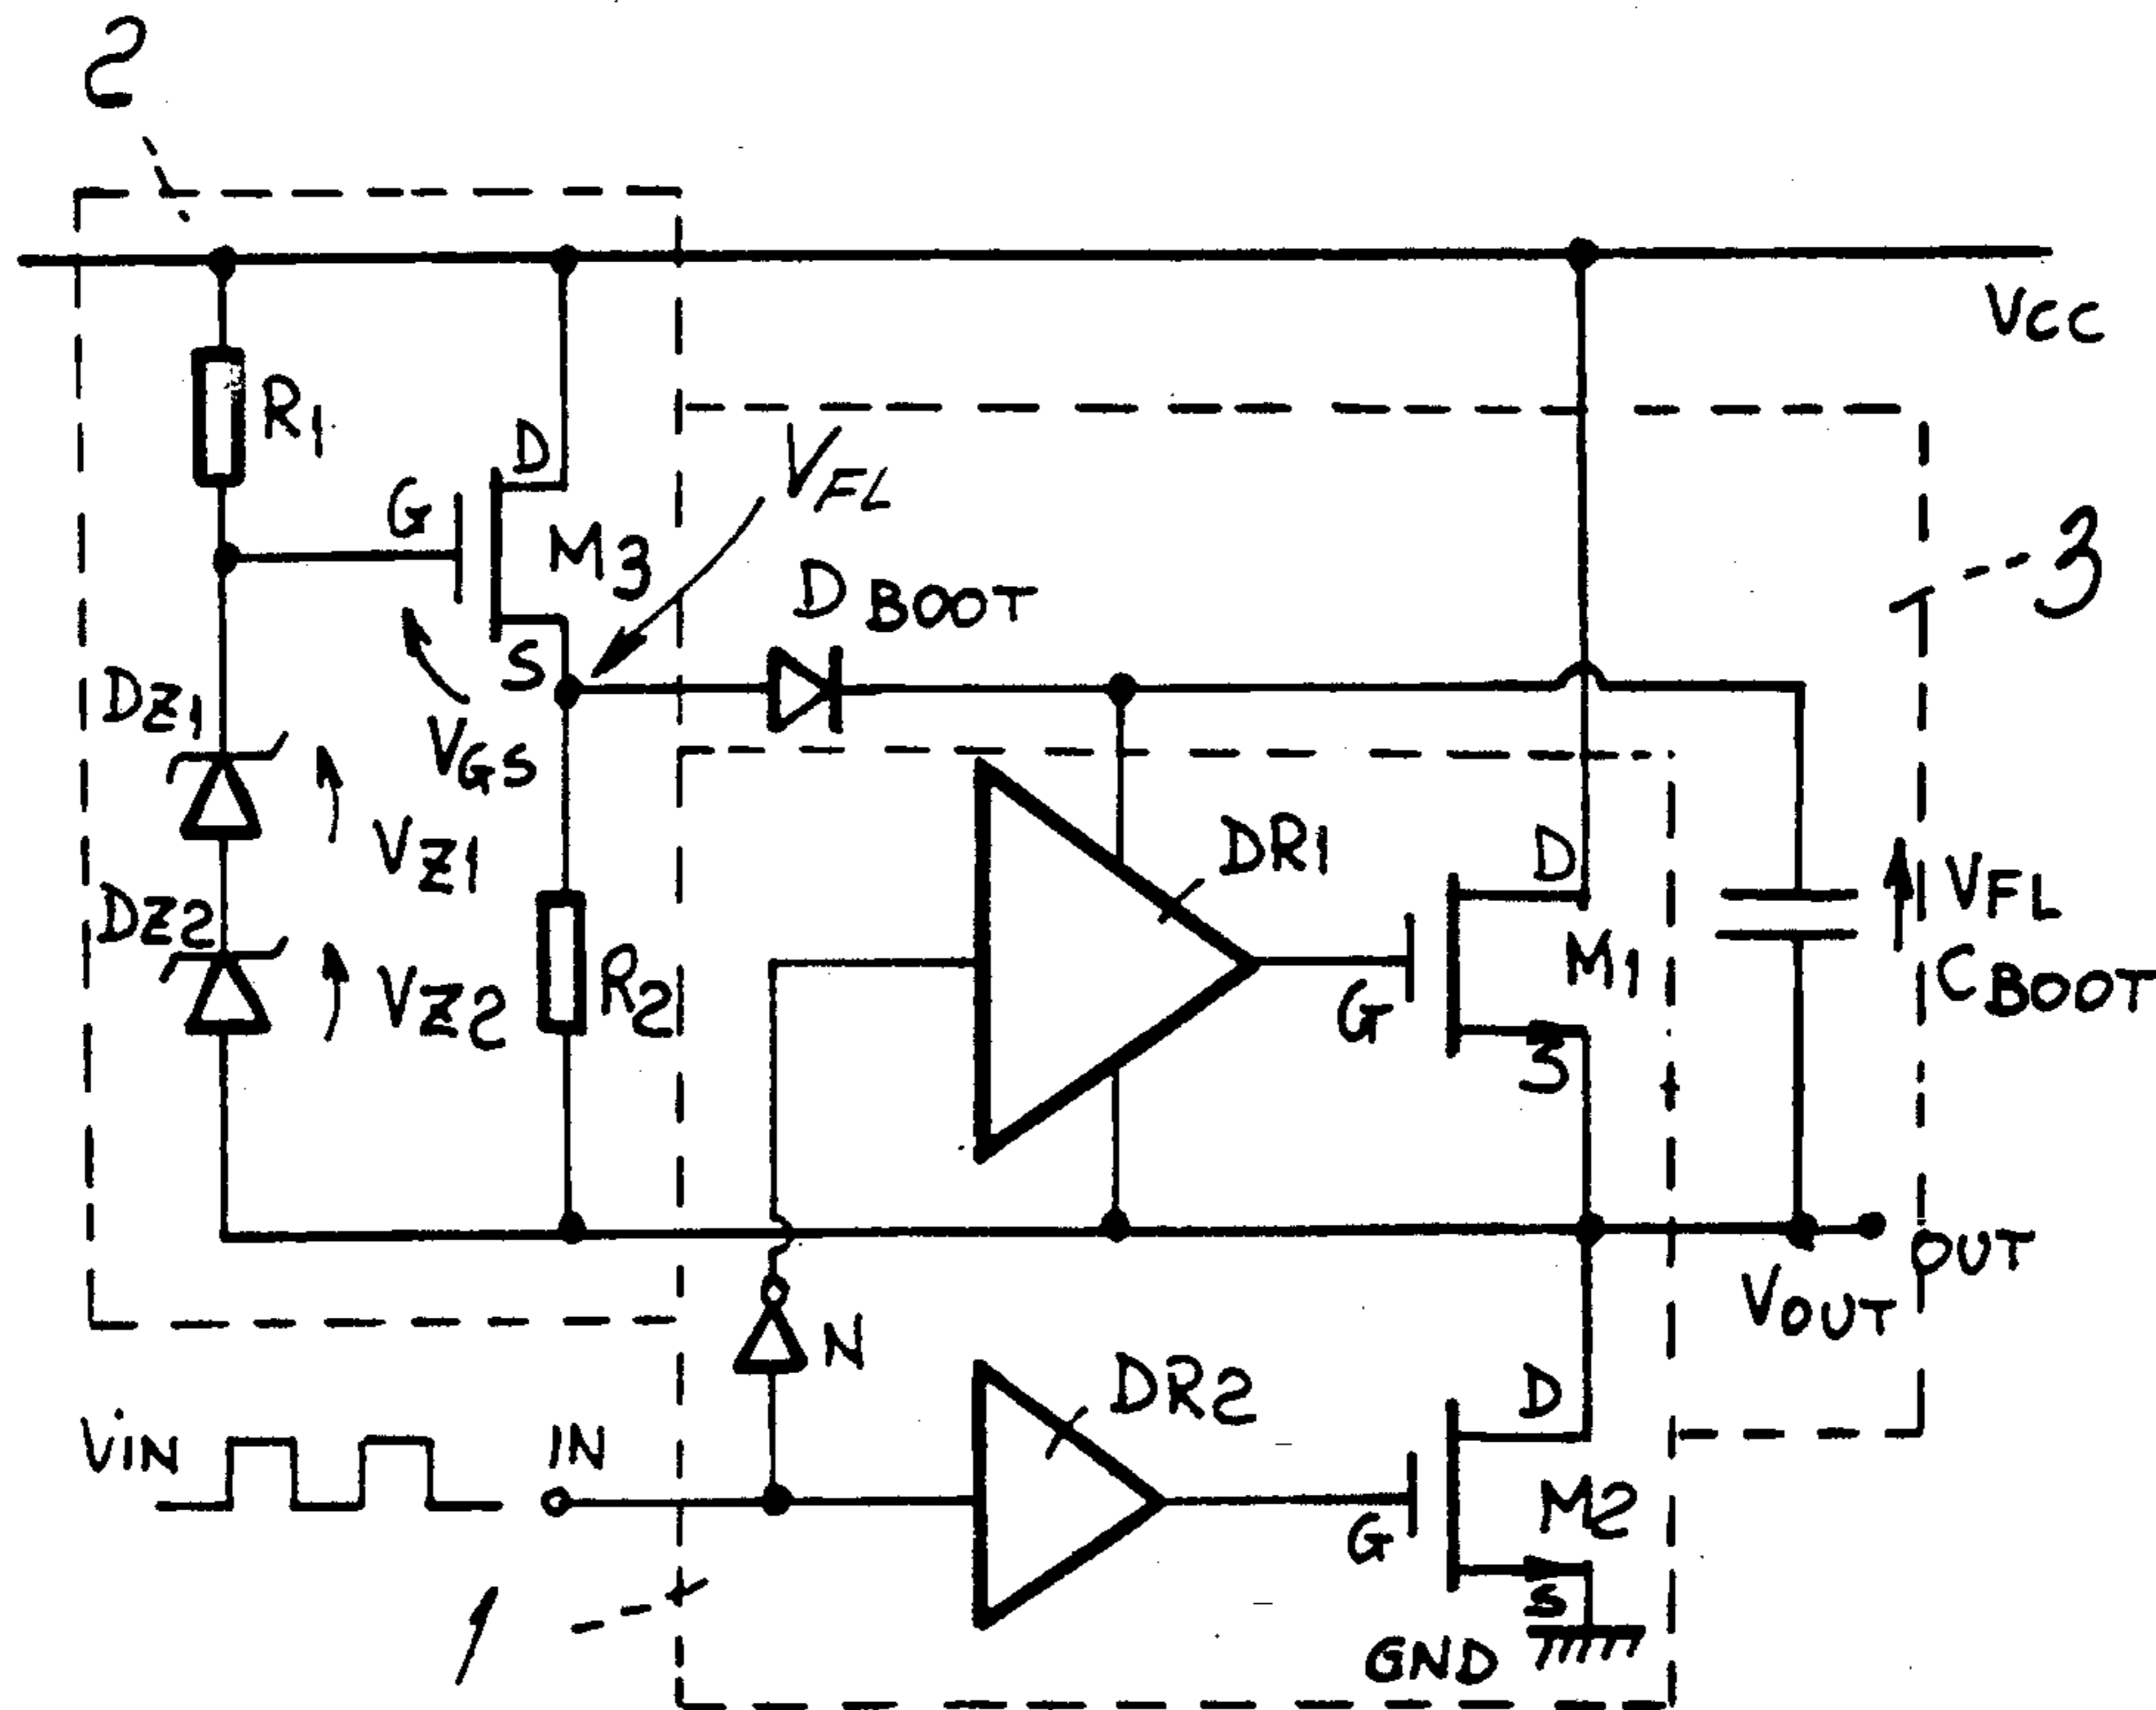 2
VCC
R1
D
G
M3
S
VFL
D BOOT
3
DZ1
VGS
VZ1
DZ2
VZ2
R2
DR1
D
G
M1
S
VFL
CBOOT
OUT
VOUT
N
DR2
D
G
M2
S
GND
ViN
IN
1